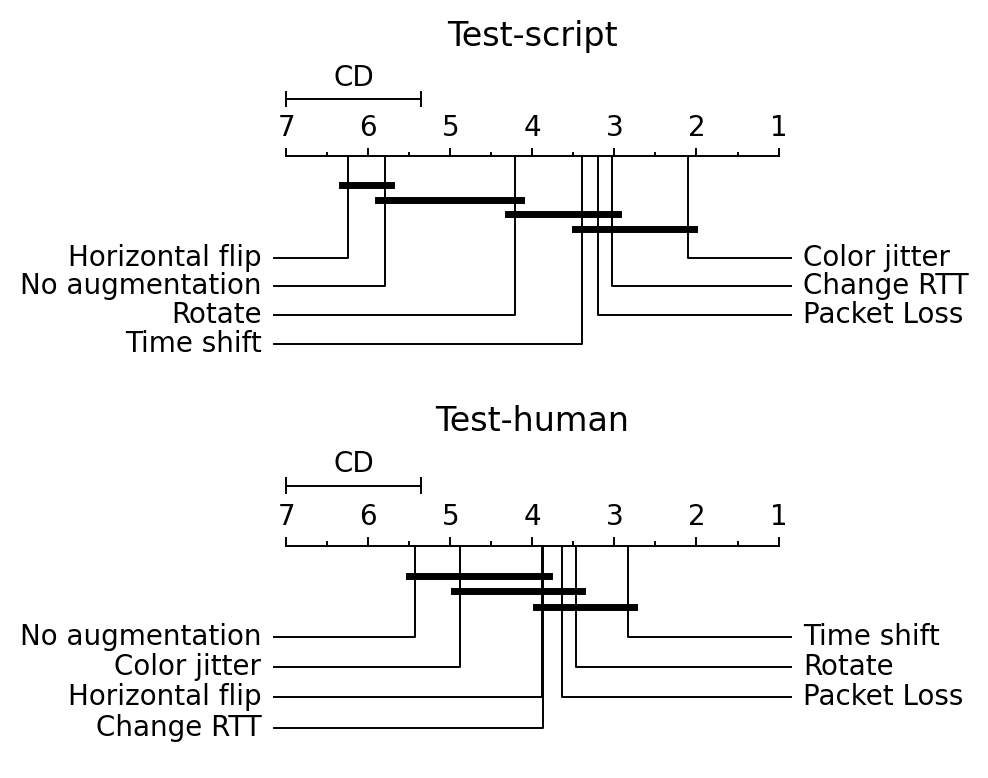 Test-script
CD
7 6 5 4 3 2 1
Horizontal flip Color jitter
No augmentation Change RTT
Rotate Packet Loss
Time shift
Test-human
CD
7 6 5 4 3 2 1
No augmentation Time shift
Color jitter Rotate
Horizontal flip Packet Loss
Change RTT